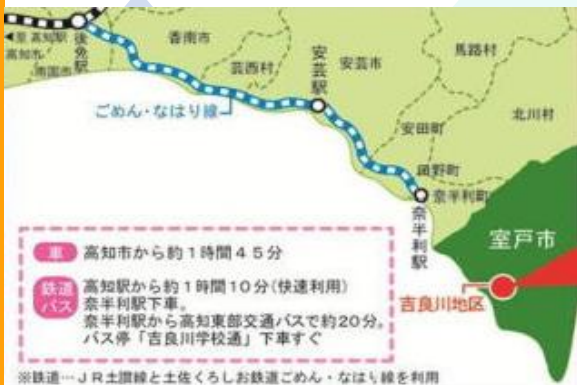 ◀至 高知駅
高知市
南国市
後免駅
香南市
芸西村
安芸駅
安芸市
馬路村
北川村
安田町
田野町
奈半利町
奈半利駅
ごめん・なはり線
室戸市
吉良川地区
車 高知市から約1時間45分
鉄道 高知駅から約1時間10分(快速利用)
バス 奈半利駅下車。
奈半利駅から高知東部交通バスで約20分。
バス停「吉良川学校通」下車すぐ
※鉄道…JR土讃線と土佐くろしお鉄道ごめん・なはり線を利用